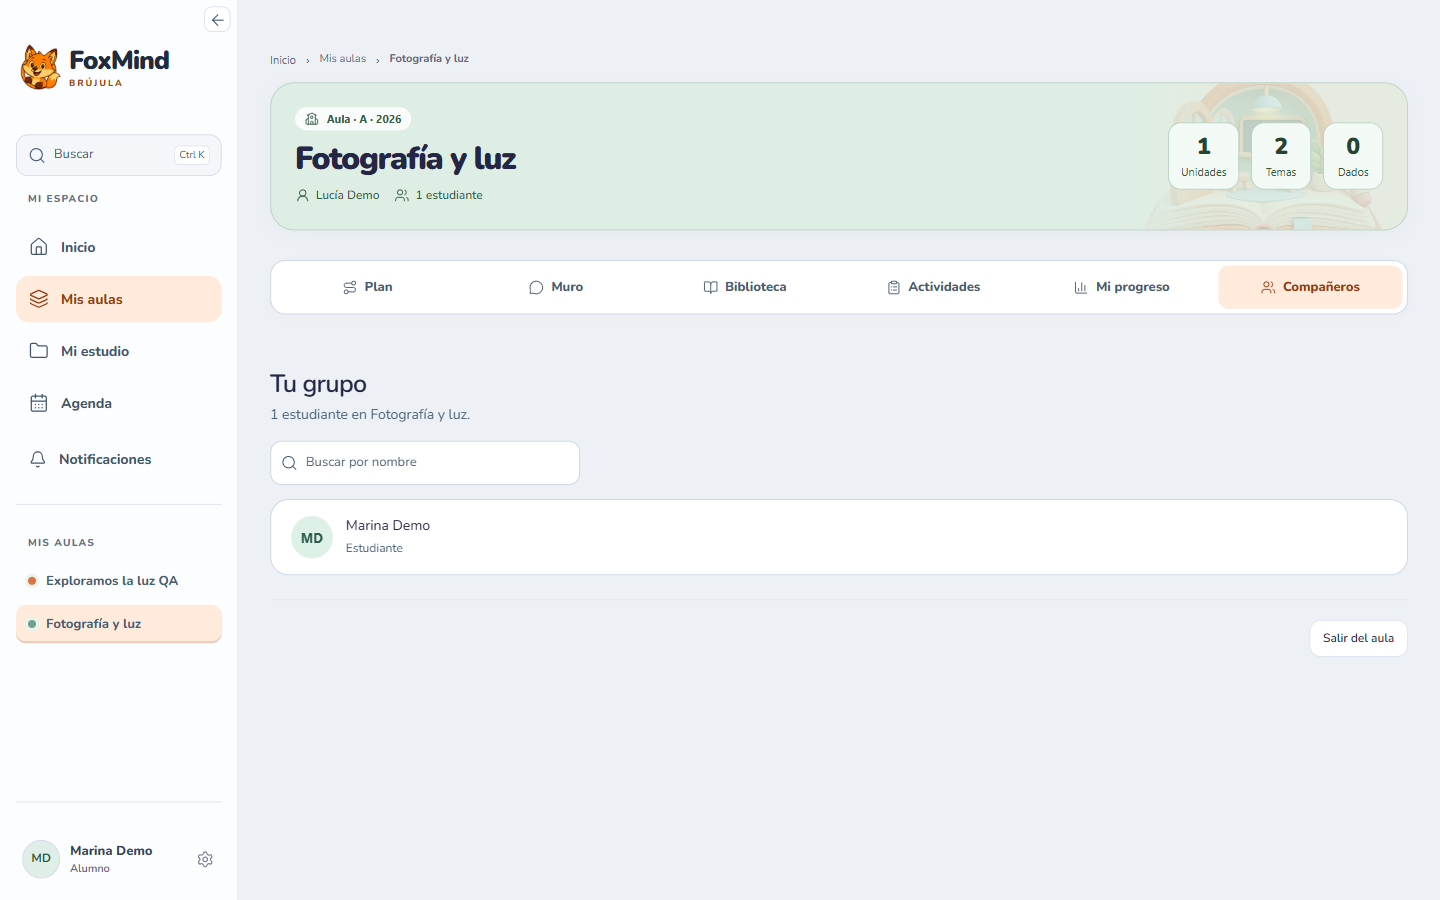 FoxMind
BRÚJULA
Buscar
Ctrl K
MI ESPACIO
Inicio
Mis aulas
Mi estudio
Agenda
Notificaciones
MIS AULAS
Exploramos la luz QA
Fotografía y luz
MD
Marina Demo
Alumno
Inicio › Mis aulas › Fotografía y luz
Aula · A · 2026
Fotografía y luz
Lucía Demo 1 estudiante
1
Unidades
2
Temas
0
Dados
Plan
Muro
Biblioteca
Actividades
Mi progreso
Compañeros
Tu grupo
1 estudiante en Fotografía y luz.
Buscar por nombre
MD
Marina Demo
Estudiante
Salir del aula